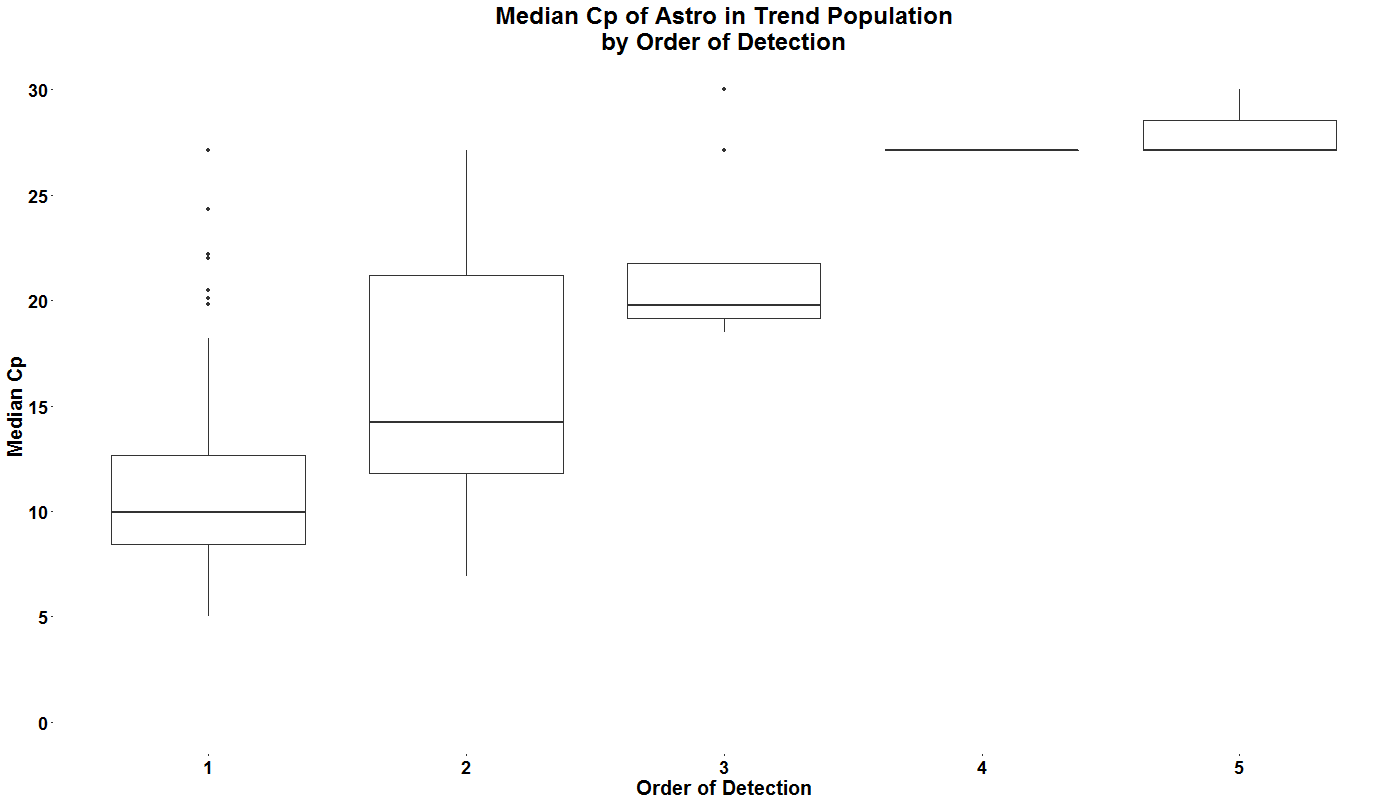 Median Cp of Astro in Trend Population
by Order of Detection
30
25
20
15
10
5
0
Median Cp
1 2 3 4 5
Order of Detection